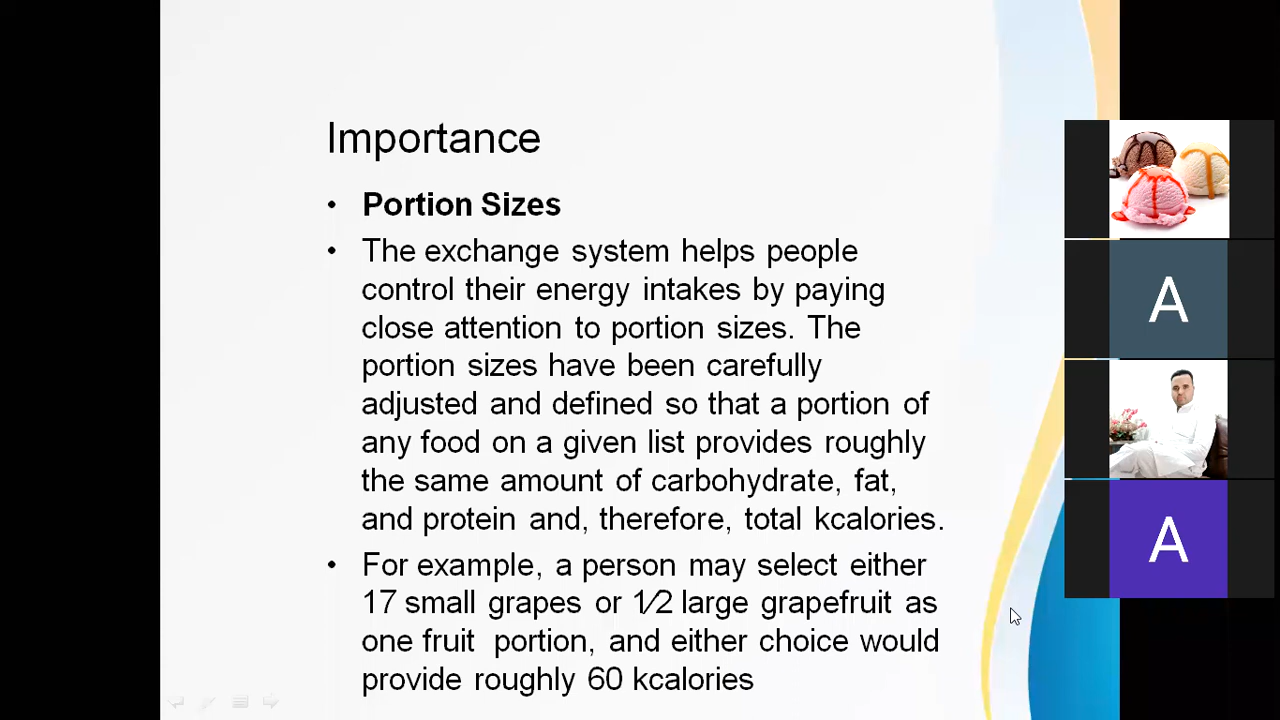 Importance
• Portion Sizes
• The exchange system helps people
control their energy intakes by paying
close attention to portion sizes. The
portion sizes have been carefully
adjusted and defined so that a portion of
any food on a given list provides roughly
the same amount of carbohydrate, fat,
and protein and, therefore, total kcalories.
• For example, a person may select either
17 small grapes or 1⁄2 large grapefruit as
one fruit portion, and either choice would
provide roughly 60 kcalories
A
A